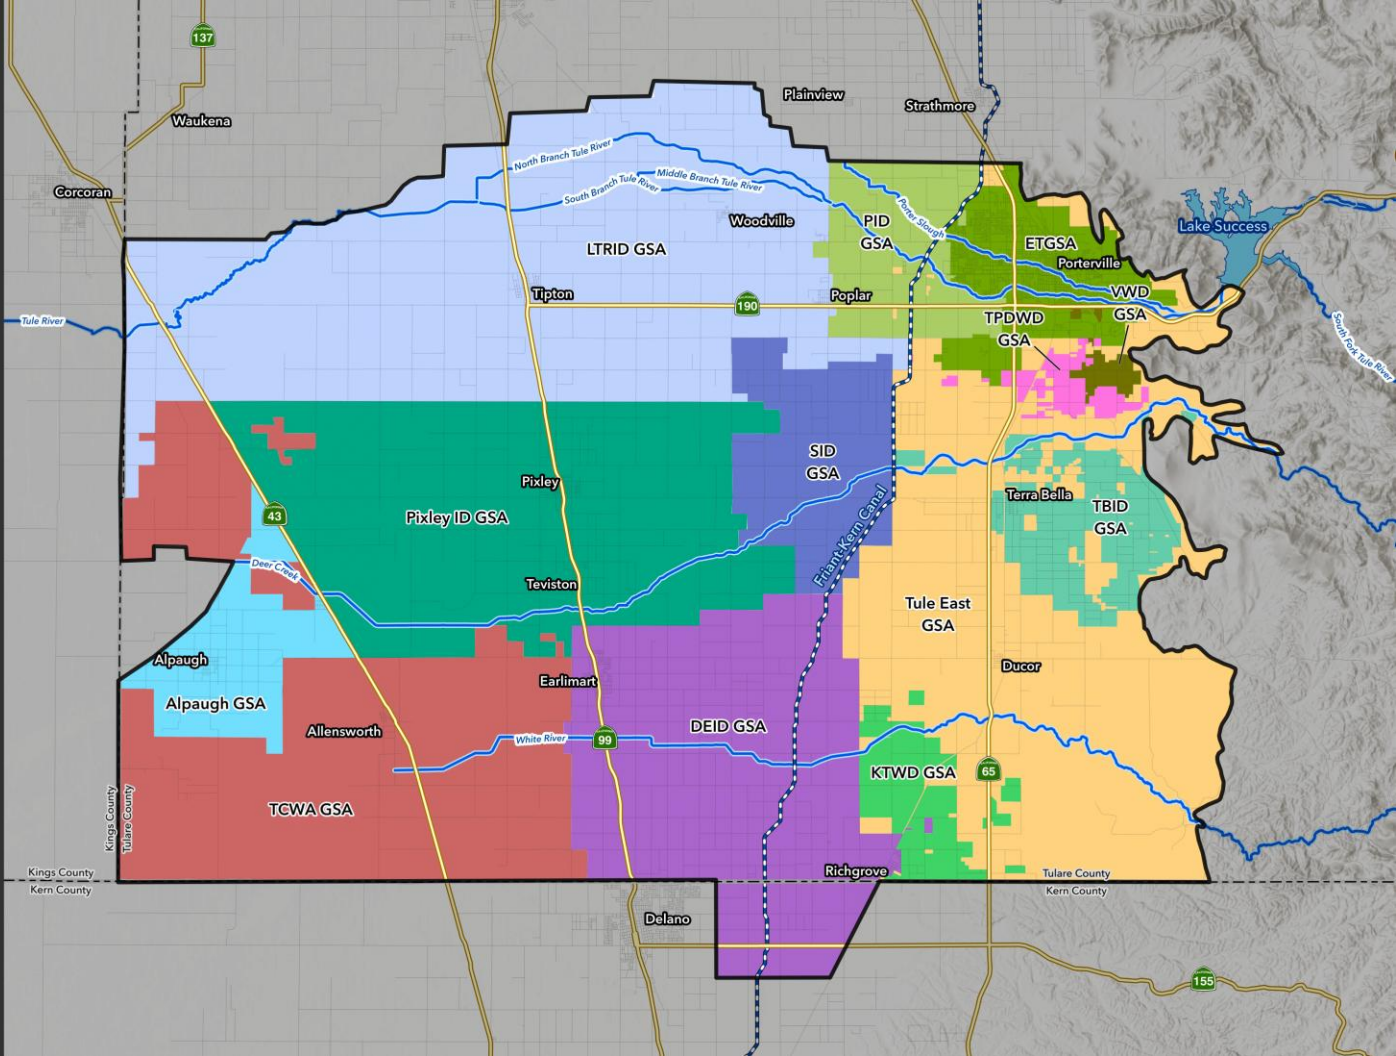 137
Plainview
Strathmore
Waukena
North Branch Tule River
Middle Branch Tule River
South Branch Tule River
Corcoran
Porter Slough
Woodville
PID
GSA
Lake Success
LTRID GSA
ETGSA
Porterville
Tipton
190
Poplar
VWD
GSA
TPDWD
GSA
Tule River
South Fork Tule River
SID
GSA
Pixley
Terra Bella
TBID
GSA
43
Pixley ID GSA
Friant-Kern Canal
Deer Creek
Teviston
Tule East
GSA
Alpaugh
Ducor
Earlimart
Alpaugh GSA
DEID GSA
Allensworth
White River
99
KTWD GSA
65
TCWA GSA
Kings County
Tulare County
Kings County
Kern County
Richgrove
Tulare County
Kern County
Delano
155